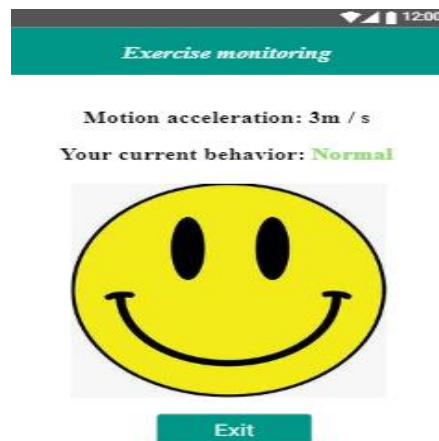 12:00
Exercise monitoring
Motion acceleration: 3m / s
Your current behavior: Normal
Exit